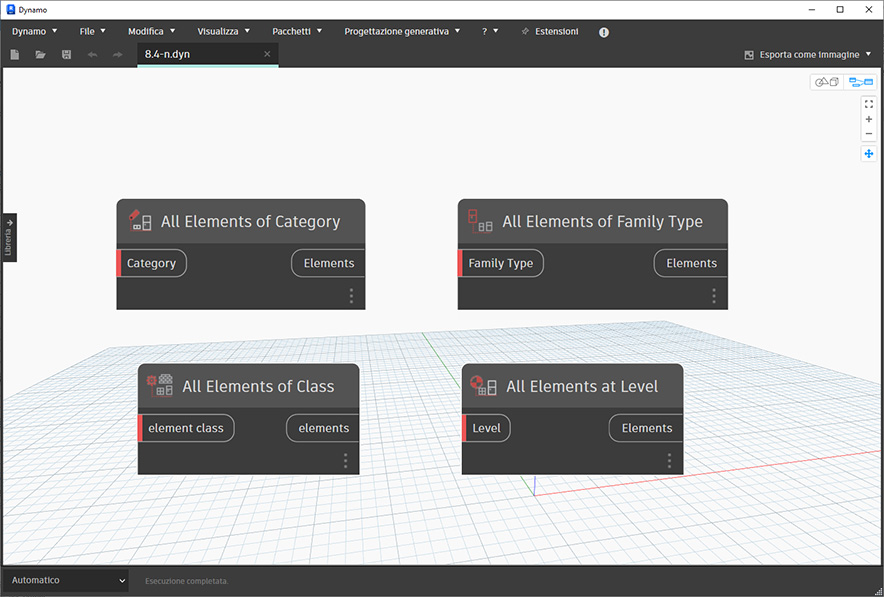 Dynamo
Dynamo File Modifica Visualizza Pacchetti Progettazione generativa ? Estensioni
8.4-n.dyn Esporta come immagine
Libreria
All Elements of Category
Category Elements
All Elements of Family Type
Family Type Elements
All Elements of Class
element class elements
All Elements at Level
Level Elements
Automatico Esecuzione completata.